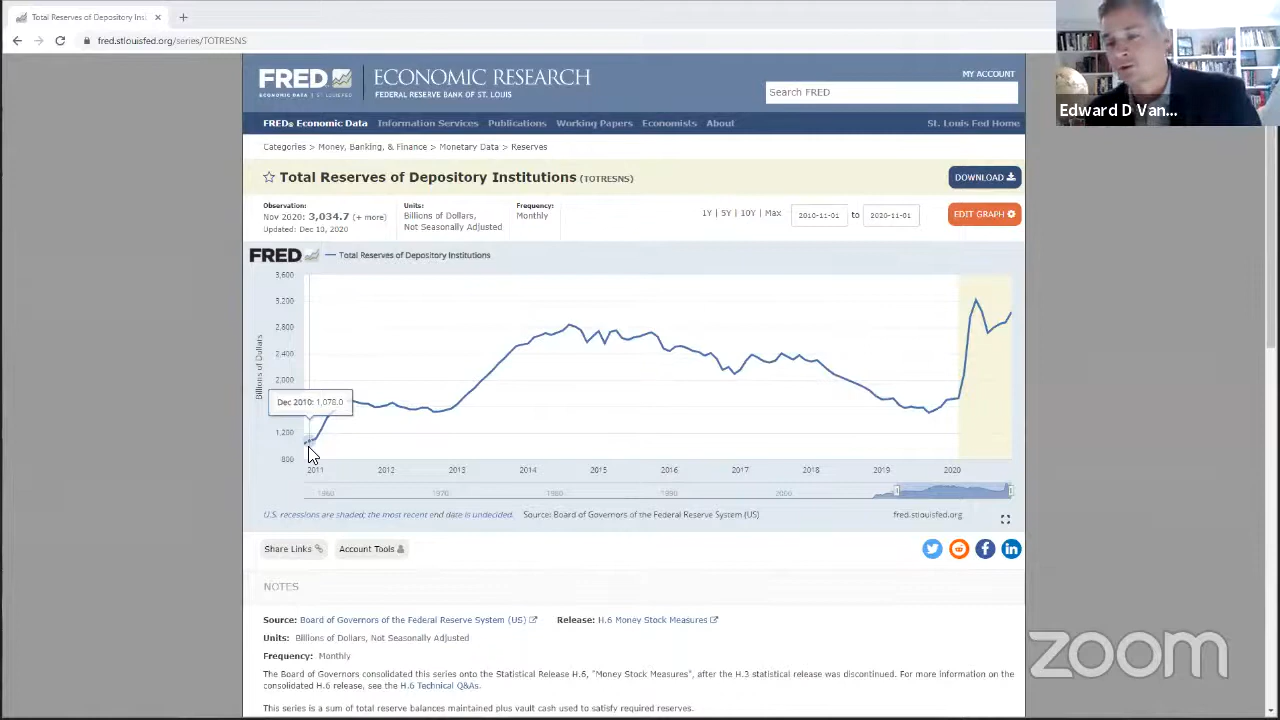 Total Reserves of Depository Insti
fred.stlouisfed.org/series/TOTRESNS
Edward D Van...
FRED
ECONOMIC DATA | ST. LOUIS FED
ECONOMIC RESEARCH
FEDERAL RESERVE BANK OF ST. LOUIS
MY ACCOUNT
Search FRED
FRED® Economic Data Information Services Publications Working Papers Economists About St. Louis Fed Home
Categories > Money, Banking, & Finance > Monetary Data > Reserves
Total Reserves of Depository Institutions (TOTRESNS)
DOWNLOAD
Observation:
Nov 2020: 3,034.7 (+ more)
Updated: Dec 10, 2020
Units:
Billions of Dollars,
Not Seasonally Adjusted
Frequency:
Monthly
1Y | 5Y | 10Y | Max
2010-11-01 to 2020-11-01
EDIT GRAPH
FRED — Total Reserves of Depository Institutions
3,600
3,200
2,800
2,400
2,000
1,200
800
Billions of Dollars
Dec 2010: 1,078.0
2011 2012 2013 2014 2015 2016 2017 2018 2019 2020
1960 1970 1980 1990 2000
U.S. recessions are shaded; the most recent end date is undecided. Source: Board of Governors of the Federal Reserve System (US) fred.stlouisfed.org
Share Links Account Tools
NOTES
Source: Board of Governors of the Federal Reserve System (US) Release: H.6 Money Stock Measures
Units: Billions of Dollars, Not Seasonally Adjusted
Frequency: Monthly
The Board of Governors consolidated this series onto the Statistical Release H.6, "Money Stock Measures", after the H.3 statistical release was discontinued. For more information on the
consolidated H.6 release, see the H.6 Technical Q&As.
This series is a sum of total reserve balances maintained plus vault cash used to satisfy required reserves.
zoom